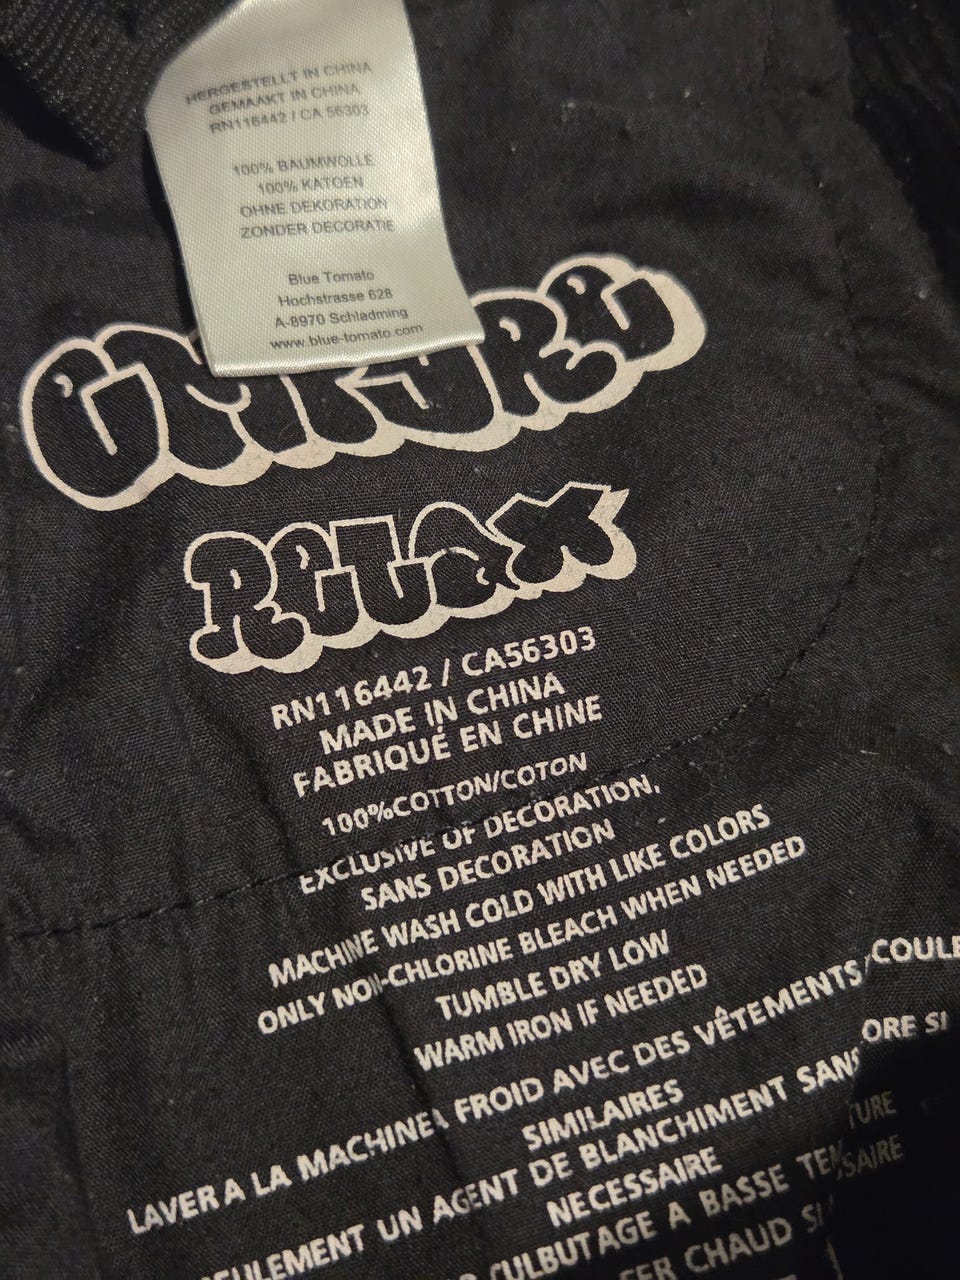 HERGESTELLT IN CHINA
GEMAAKT IN CHINA
RN116442 / CA 56303
100% BAUMWOLLE
100% KATOEN
OHNE DEKORATION
ZONDER DECORATIE
Blue Tomato
Hochstrasse 628
A-8970 Schladming
www.blue-tomato.com
RELAX
RN116442 / CA56303
MADE IN CHINA
FABRIQUÉ EN CHINE
100%COTTON/COTON
EXCLUSIVE OF DECORATION,
SANS DECORATION
MACHINE WASH COLD WITH LIKE COLORS
ONLY NON-CHLORINE BLEACH WHEN NEEDED
TUMBLE DRY LOW
WARM IRON IF NEEDED
LAVER A LA MACHINE A FROID AVEC DES VÊTEMENTS
SIMILAIRES
UN AGENT DE BLANCHIMENT SANS
NECESSAIRE
CULBUTAGE A BASSE
CHAUD SI